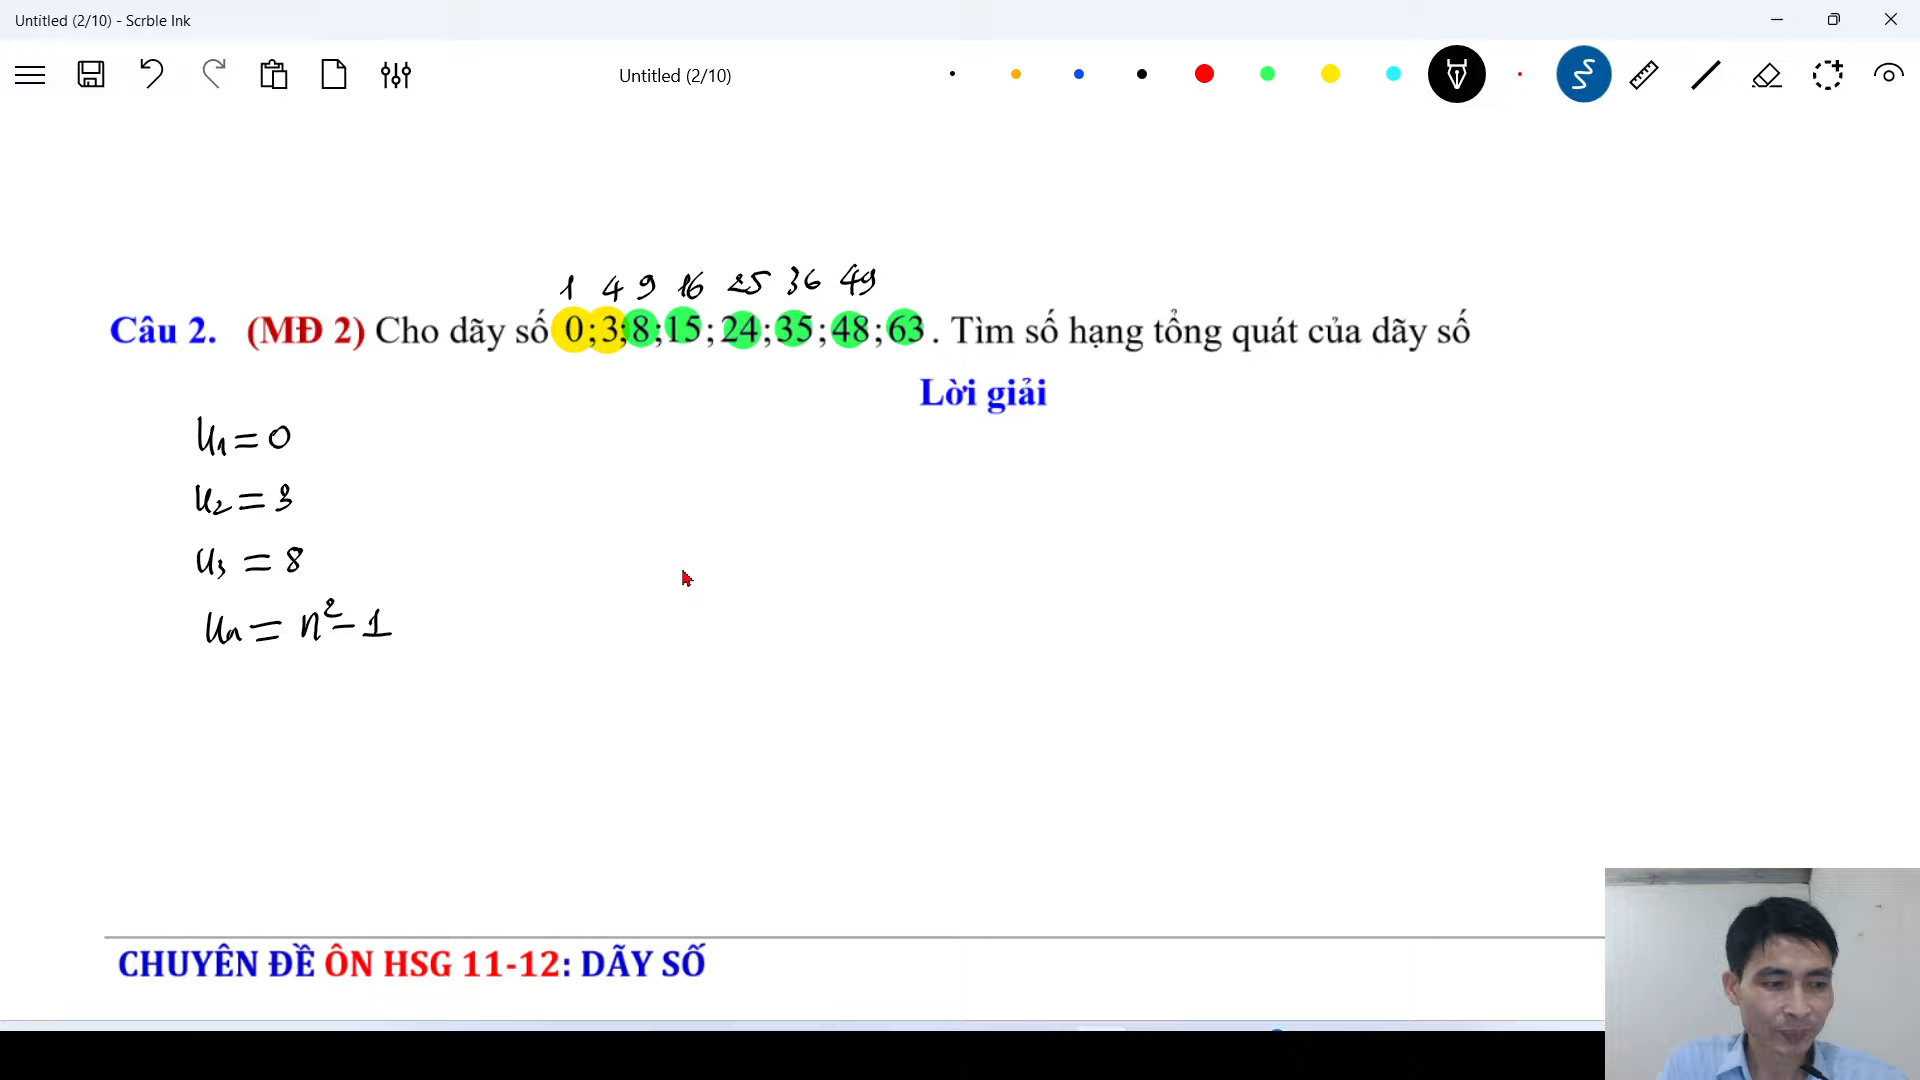 Untitled (2/10) - Scrble Ink
Untitled (2/10)
1 4 9 16 25 36 49
Câu 2. (MĐ 2) Cho dãy số 0;3;8;15;24;35;48;63. Tìm số hạng tổng quát của dãy số
Lời giải
u₁ = 0
u₂ = 3
u₃ = 8
uₙ = n² - 1
CHUYÊN ĐỀ ÔN HSG 11-12: DÃY SỐ